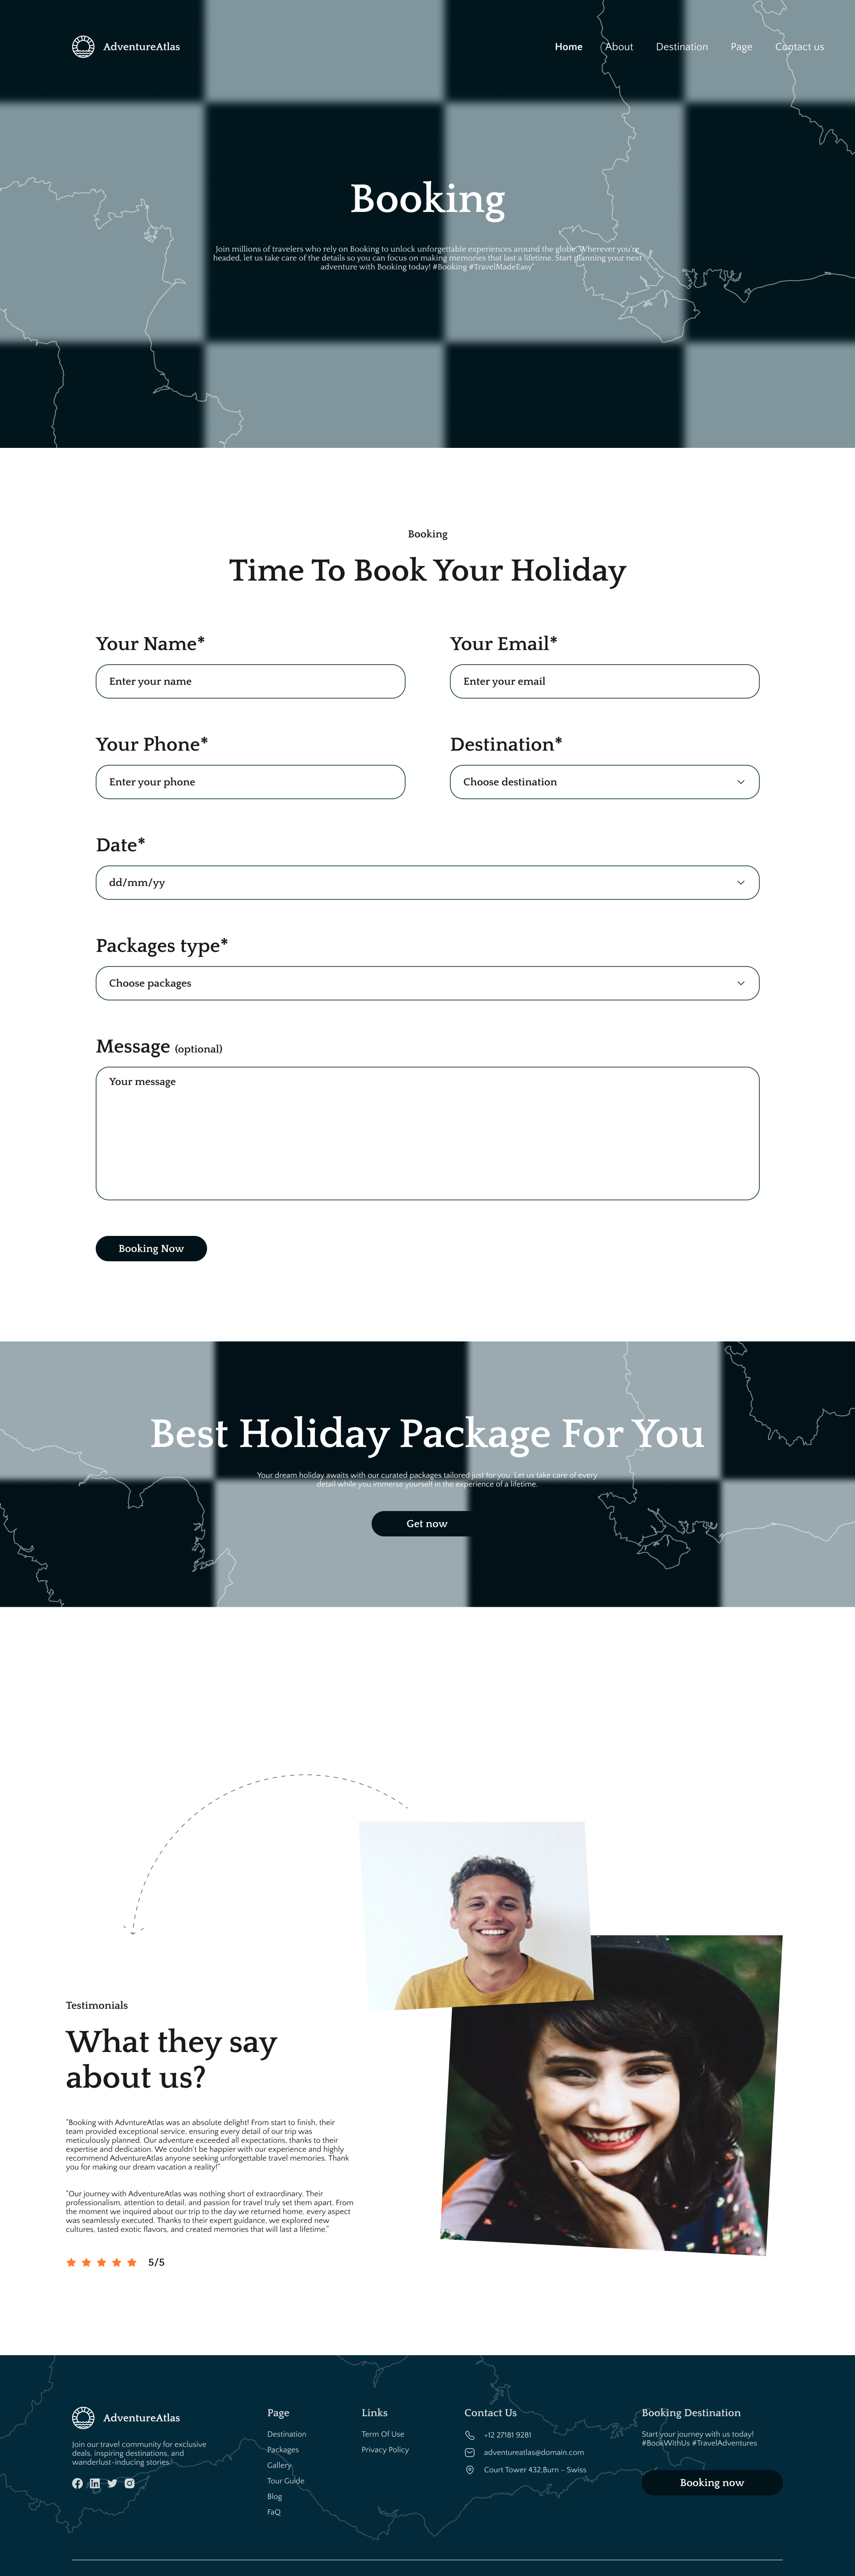 AdventureAtlas
Home About Destination Page Contact us
Booking
Join millions of travelers who rely on Booking to unlock unforgettable experiences around the globe. Wherever you're
headed, let us take care of the details so you can focus on making memories that last a lifetime. Start planning your next
adventure with Booking today! #Booking #TravelMadeEasy"
Booking
Time To Book Your Holiday
Your Name* Your Email*
Enter your name Enter your email
Your Phone* Destination*
Enter your phone Choose destination
Date*
dd/mm/yy
Packages type*
Choose packages
Message (optional)
Your message
Booking Now
Best Holiday Package For You
Your dream holiday awaits with our curated packages tailored just for you. Let us take care of every
detail while you immerse yourself in the experience of a lifetime.
Get now
Testimonials
What they say
about us?
"Booking with AdvntureAtlas was an absolute delight! From start to finish, their
team provided exceptional service, ensuring every detail of our trip was
meticulously planned. Our adventure exceeded all expectations, thanks to their
expertise and dedication. We couldn't be happier with our experience and highly
recommend AdventureAtlas anyone seeking unforgettable travel memories. Thank
you for making our dream vacation a reality!"
"Our journey with AdventureAtlas was nothing short of extraordinary. Their
professionalism, attention to detail, and passion for travel truly set them apart. From
the moment we inquired about our trip to the day we returned home, every aspect
was seamlessly executed. Thanks to their expert guidance, we explored new
cultures, tasted exotic flavors, and created memories that will last a lifetime."
5/5
AdventureAtlas
Join our travel community for exclusive
deals, inspiring destinations, and
wanderlust-inducing stories.
Page
Destination
Packages
Gallery
Tour Guide
Blog
FaQ
Links
Term Of Use
Privacy Policy
Contact Us
+12 27181 9281
adventureatlas@domain.com
Court Tower 432,Burn - Swiss
Booking Destination
Start your journey with us today!
#BookWithUs #TravelAdventures
Booking now